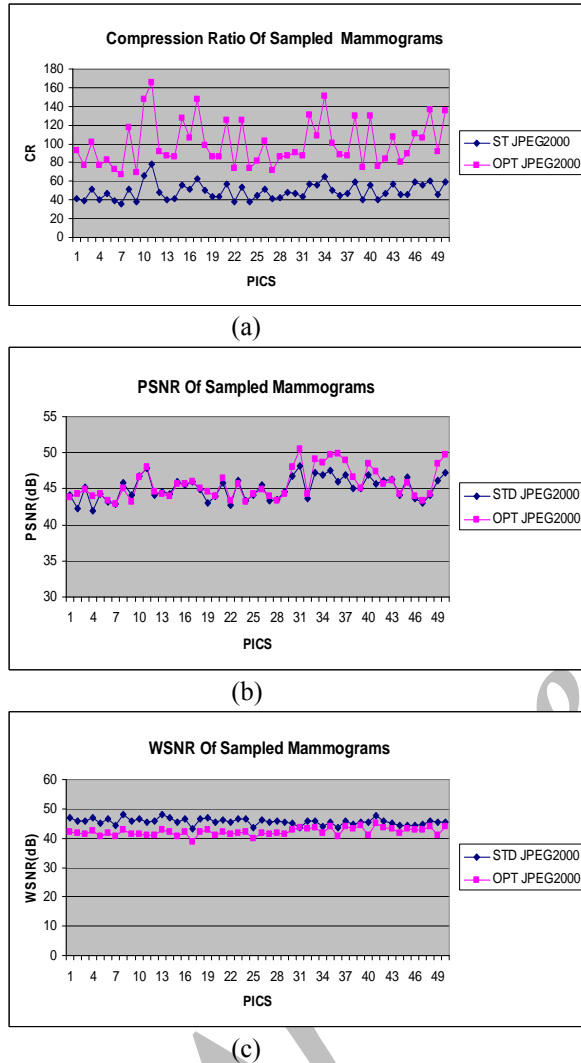 Compression Ratio Of Sampled Mammograms
180
160
140
120
100
80
60
40
20
0
CR
1 4 7 10 13 16 19 22 25 28 31 34 37 40 43 46 49
PICS
ST JPEG2000
OPT JPEG2000
(a)
PSNR Of Sampled Mammograms
55
50
45
40
35
30
PSNR(dB)
1 4 7 10 13 16 19 22 25 28 31 34 37 40 43 46 49
PICS
STD JPEG2000
OPT JPEG2000
(b)
WSNR Of Sampled Mammograms
60
50
40
30
20
10
0
WSNR(dB)
1 4 7 10 13 16 19 22 25 28 31 34 37 40 43 46 49
PICS
STD JPEG2000
OPT JPEG2000
(c)